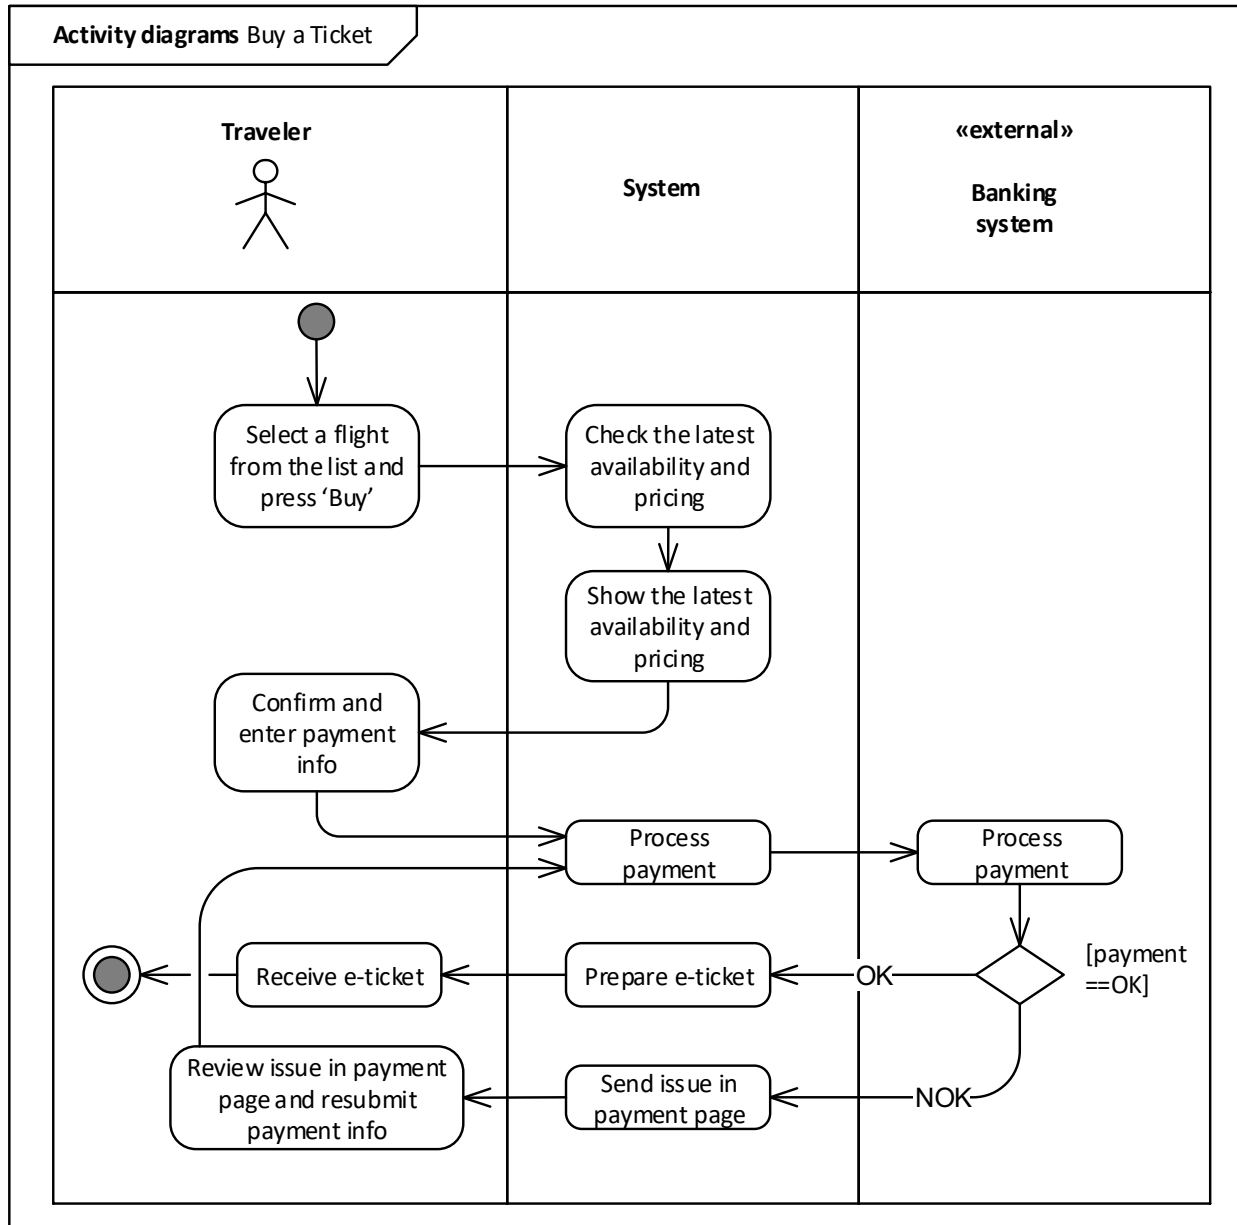 Activity diagrams Buy a Ticket
Traveler
System
«external»
Banking
system
Select a flight
from the list and
press ‘Buy’
Check the latest
availability and
pricing
Show the latest
availability and
pricing
Confirm and
enter payment
info
Process
payment
Process
payment
Receive e-ticket
Prepare e-ticket
OK
[payment
==OK]
Review issue in payment
page and resubmit
payment info
Send issue in
payment page
NOK